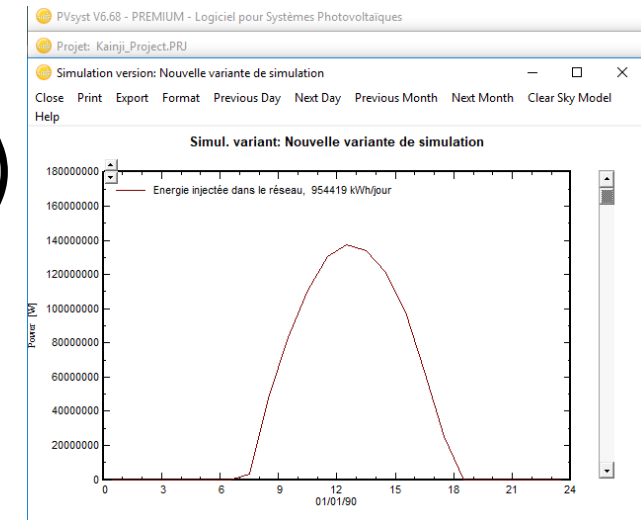 PVsyst V6.68 - PREMIUM - Logiciel pour Systèmes Photovoltaïques
Projet: Kainji_Project.PRJ
Simulation version: Nouvelle variante de simulation
Close Print Export Format Previous Day Next Day Previous Month Next Month Clear Sky Model
Help
Simul. variant: Nouvelle variante de simulation
Energie injectée dans le réseau, 954419 kWh/jour
180000000
160000000
140000000
120000000
100000000
80000000
60000000
40000000
20000000
0
Power [W]
0 3 6 9 12 15 18 21 24
01/01/90